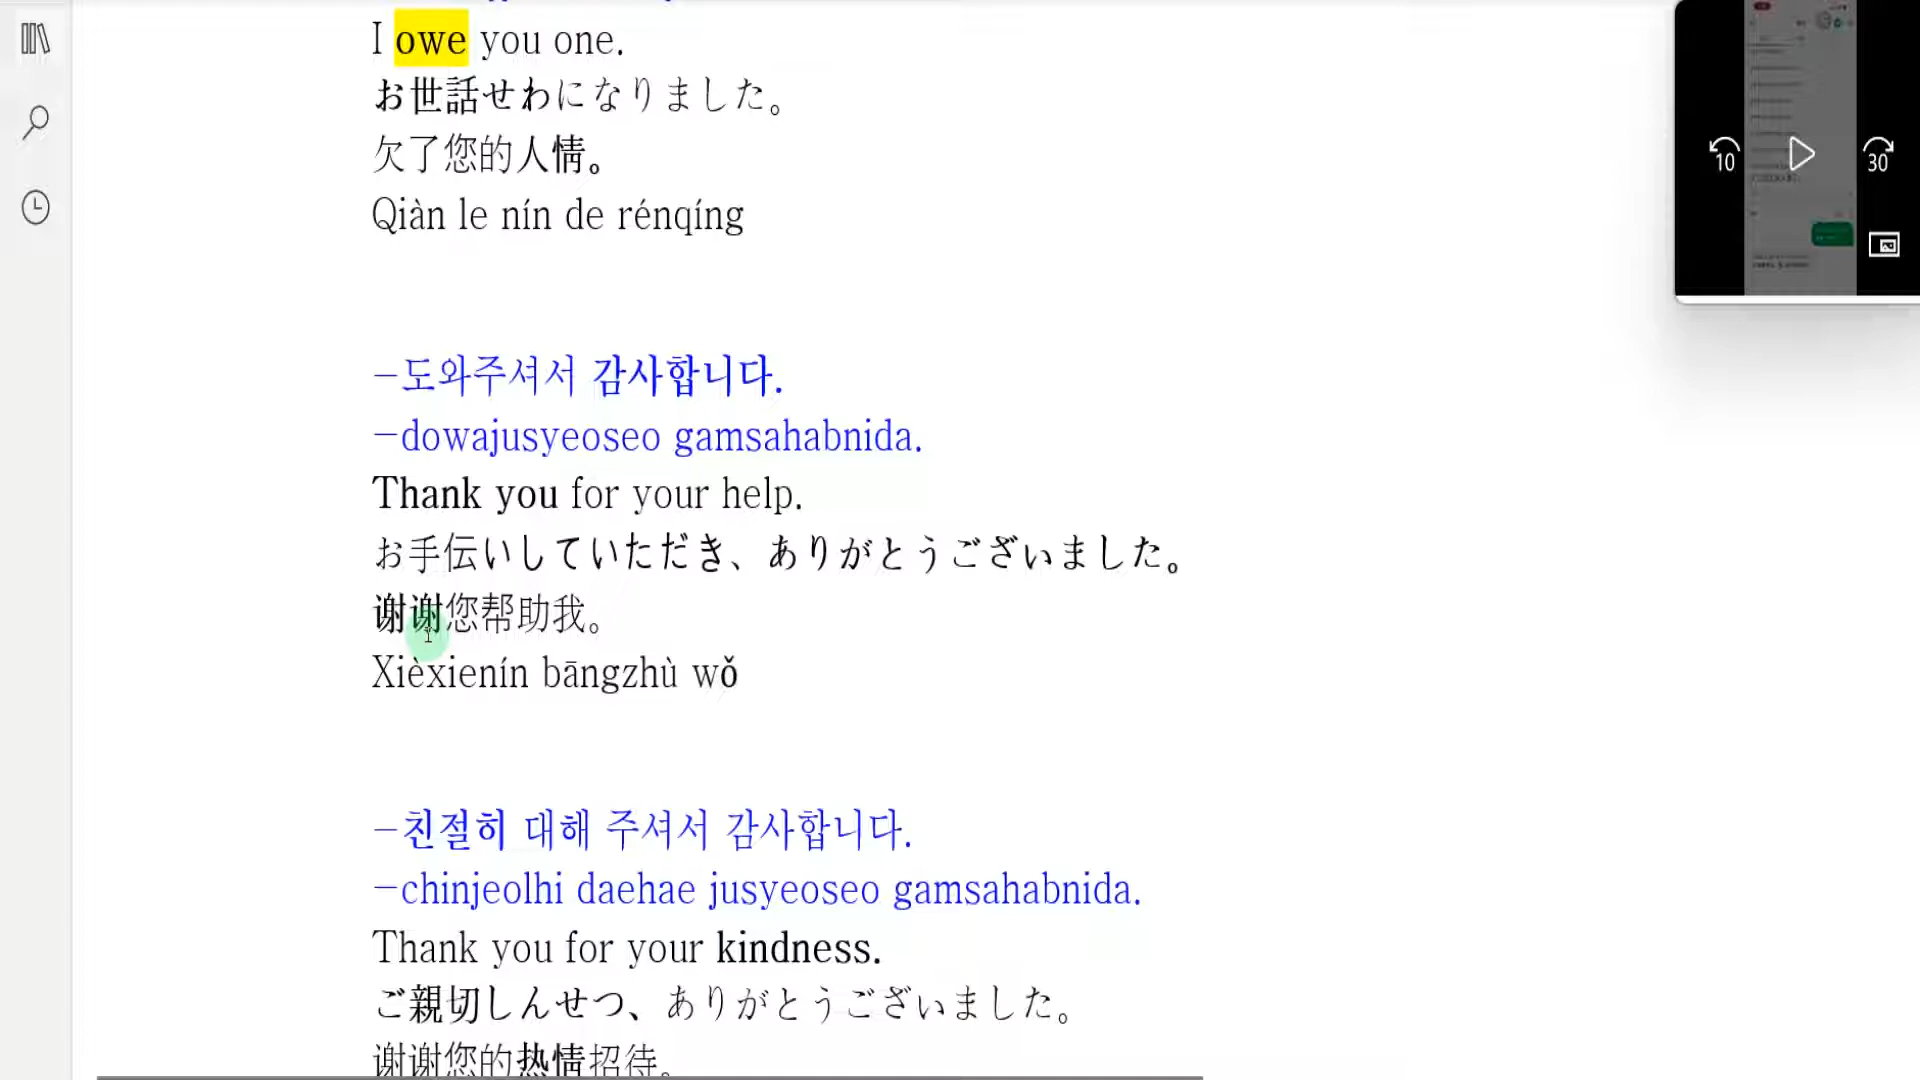 I owe you one.
お世話せわになりました。
欠了您的人情。
Qiàn le nín de rénqíng
–도와주셔서 감사합니다.
–dowajusyeoseo gamsahabnida.
Thank you for your help.
お手伝いしていただき、ありがとうございました。
谢谢您帮助我。
Xièxienín bāngzhù wǒ
–친절히 대해 주셔서 감사합니다.
–chinjeolhi daehae jusyeoseo gamsahabnida.
Thank you for your kindness.
ご親切しんせつ、ありがとうございました。
谢谢您的热情招待。
10
30